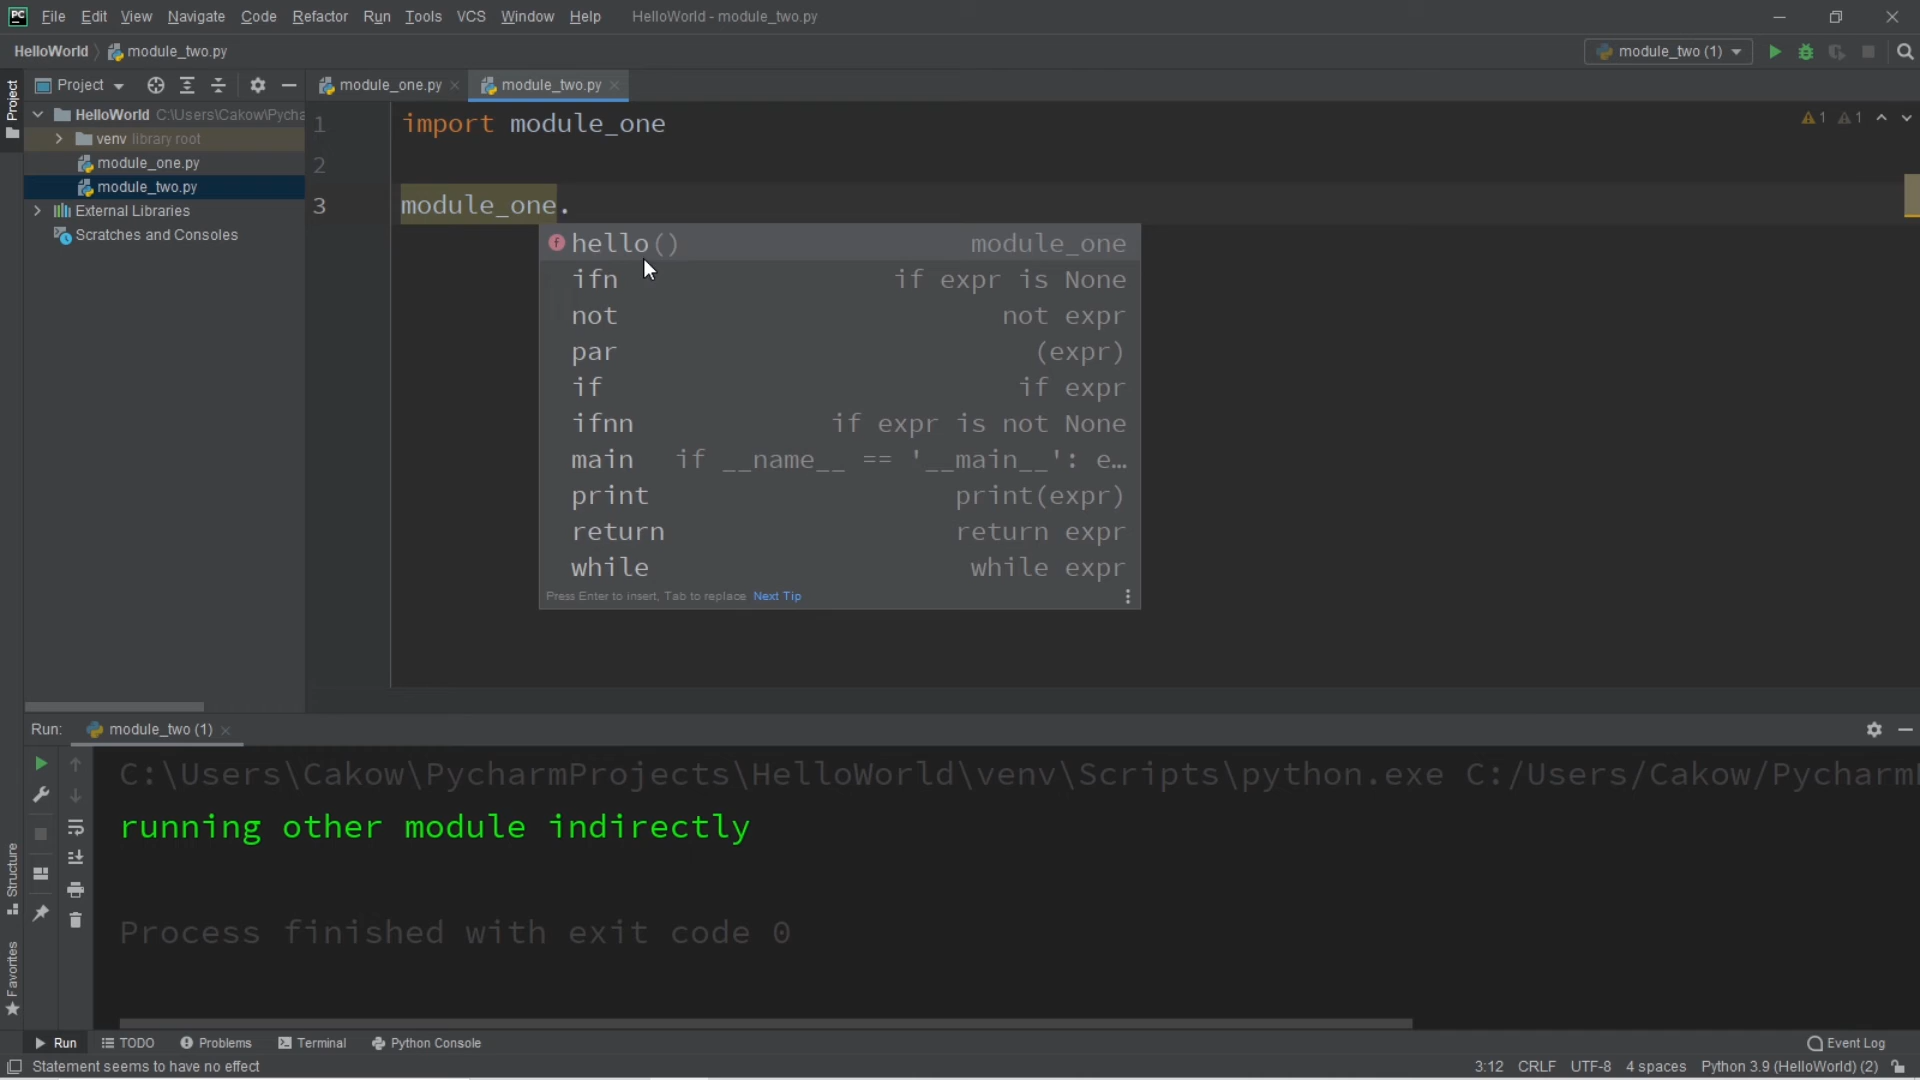 PC File Edit View Navigate Code Refactor Run Tools VCS Window Help HelloWorld - module_two.py
HelloWorld module_two.py module_two (1)
Project module_one.py module_two.py
Project
HelloWorld C:\Users\Cakow\Pycha
venv library root
module_one.py
module_two.py
External Libraries
Scratches and Consoles
1 import module_one
1 1
2
3 module_one.
f hello() module_one
ifn if expr is None
not not expr
par (expr)
if if expr
ifnn if expr is not None
main if __name__ == '__main__': e…
print print(expr)
return return expr
while while expr
Press Enter to insert, Tab to replace Next Tip
Run: module_two (1)
C:\Users\Cakow\PycharmProjects\HelloWorld\venv\Scripts\python.exe C:/Users/Cakow/Pycharm
running other module indirectly
Process finished with exit code 0
Structure
Favorites
Run TODO Problems Terminal Python Console Event Log
Statement seems to have no effect 3:12 CRLF UTF-8 4 spaces Python 3.9 (HelloWorld) (2)